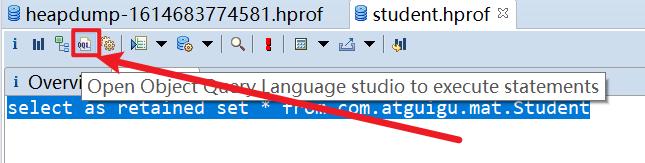 heapdump-1614683774581.hprof student.hprof
i OQL
i Overvi
Open Object Query Language studio to execute statements
select as retained set * from com.atguigu.mat.Student